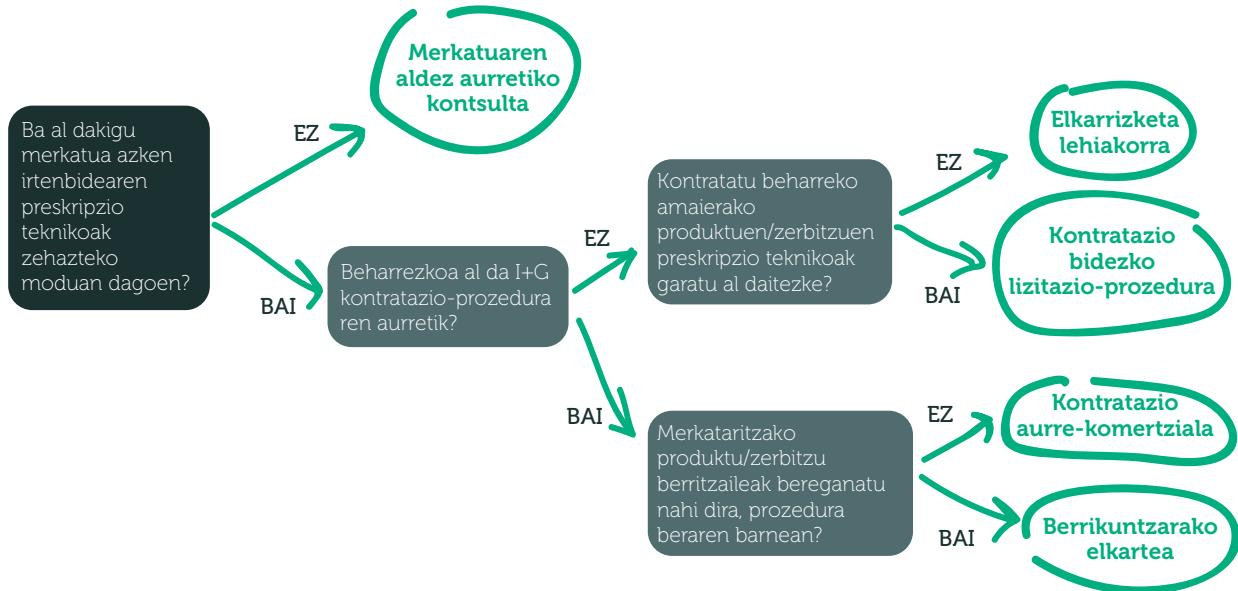 Merkatuaren
aldez aurretiko
kontsulta
Ba al dakigu
merkatua azken
irtenbidearen
preskripzio
teknikoak
zehazteko
moduan dagoen?
EZ
BAI
Beharrezkoa al da I+G
kontratazio-prozedura
ren aurretik?
EZ
BAI
Kontratatu beharreko
amaierako
produktuen/zerbitzuen
preskripzio teknikoak
garatu al daitezke?
EZ
BAI
Elkarrizketa
lehiakorra
Kontratazio
bidezko
lizitazio-prozedura
Merkataritzako
produktu/zerbitzu
berritzaileak bereganatu
nahi dira, prozedura
beraren barnean?
EZ
BAI
Kontratazio
aurre-komertziala
Berrikuntzarako
elkartea